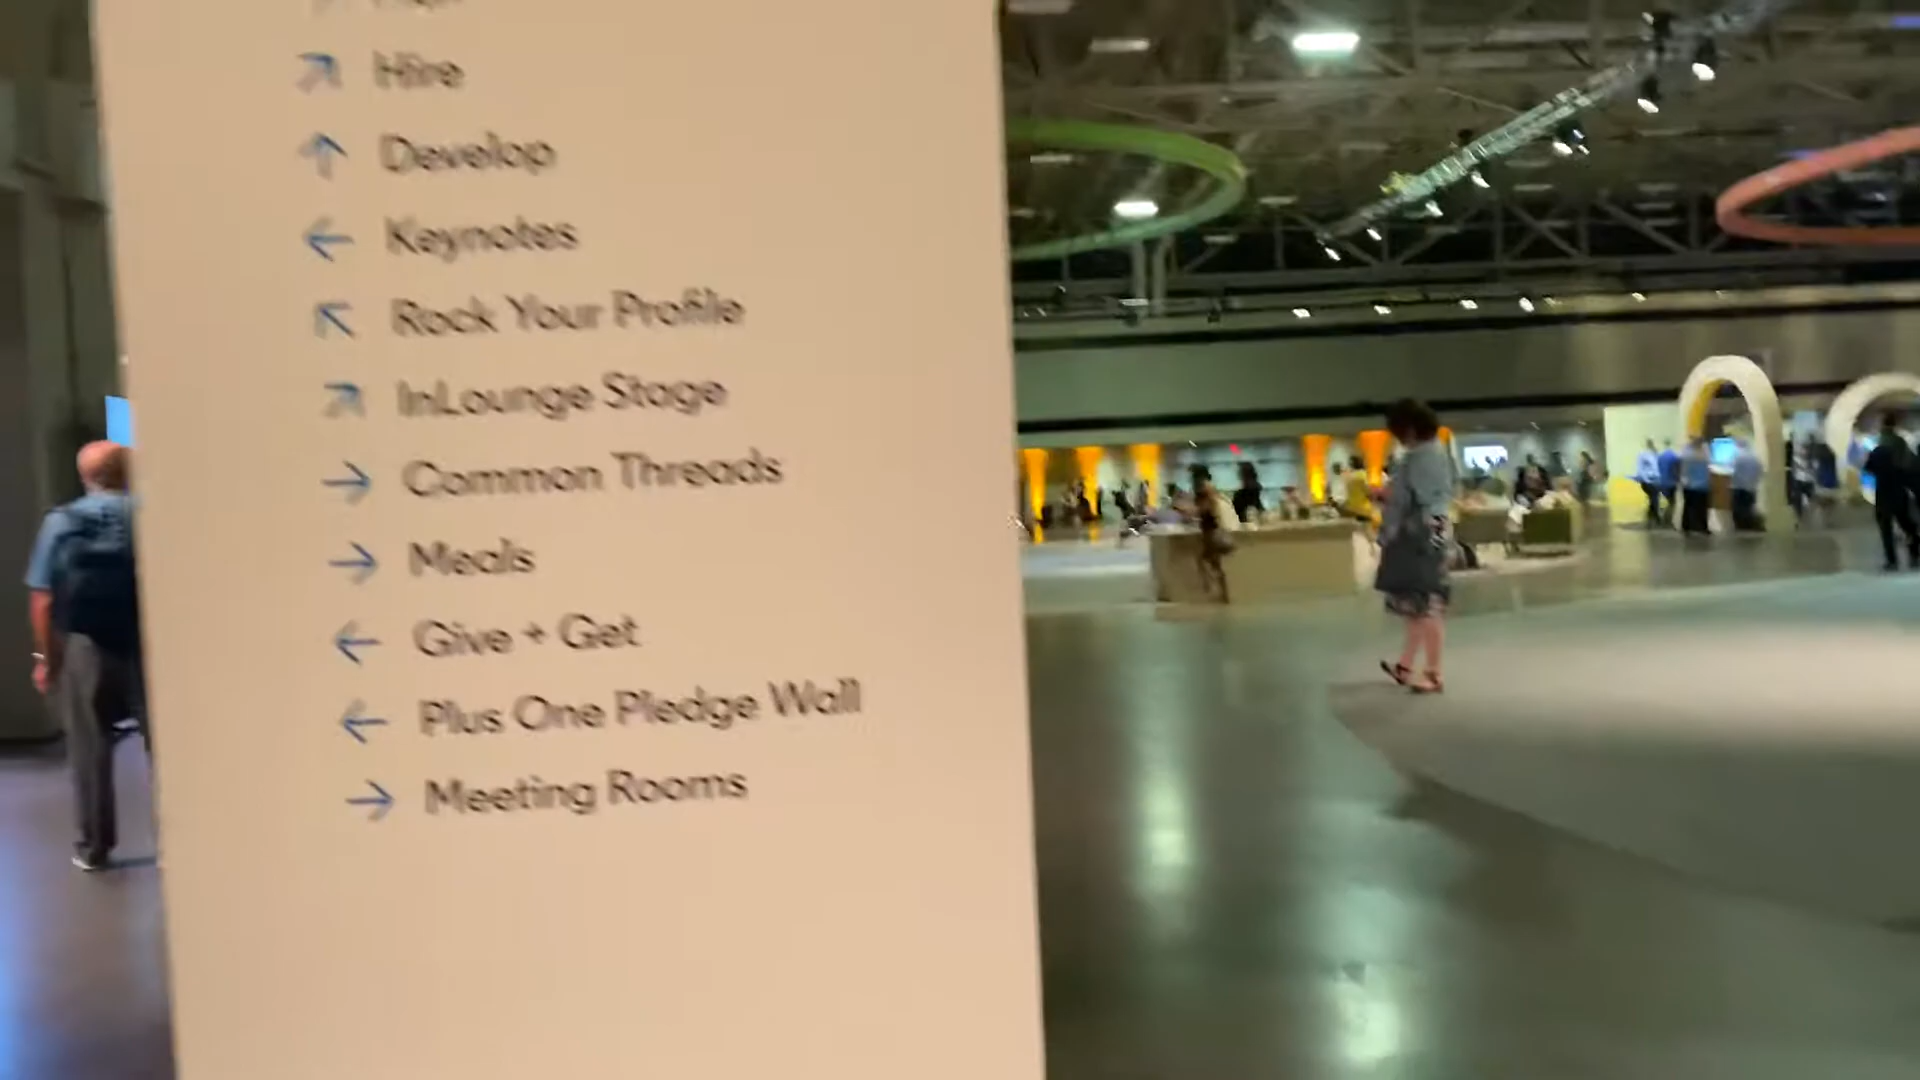 ↗ Hire
↑ Develop
← Keynotes
↖ Rock Your Profile
↗ InLounge Stage
→ Common Threads
→ Meals
← Give + Get
← Plus One Pledge Wall
→ Meeting Rooms